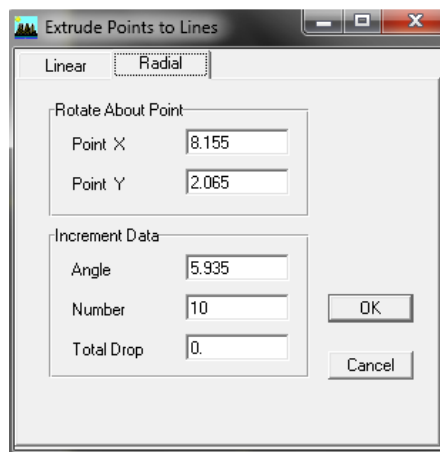 Extrude Points to Lines
Linear Radial
Rotate About Point
Point X 8.155
Point Y 2.065
Increment Data
Angle 5.935
Number 10
Total Drop 0.
OK
Cancel